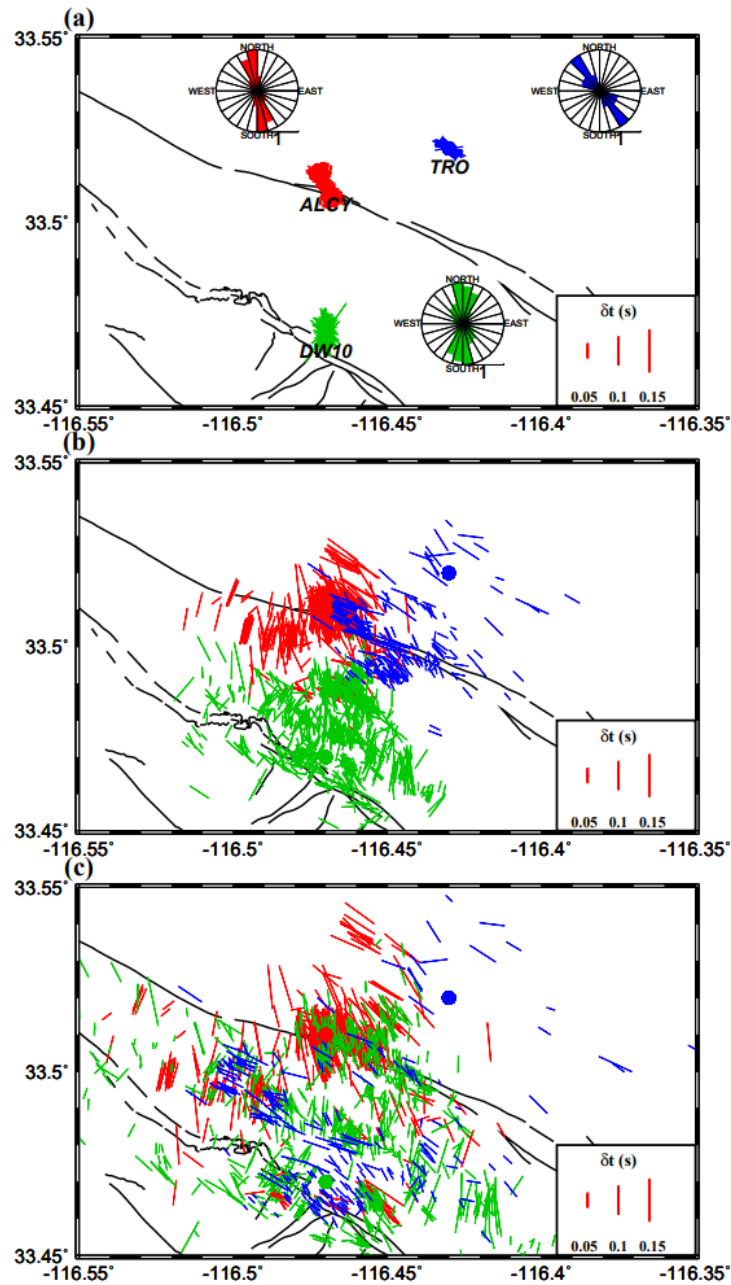 (a)
33.55
NORTH
NORTH
WEST
EAST
WEST
EAST
SOUTH
1
SOUTH
1
TRO
ALCY
33.5˚
NORTH
WEST
EAST
SOUTH
1
DW10
δt (s)
0.05 0.1 0.15
33.45
-116.55 -116.5˚ -116.45 -116.4˚ -116.35
(b)
33.55
33.5˚
δt (s)
0.05 0.1 0.15
33.45
-116.55 -116.5˚ -116.45 -116.4˚ -116.35
(c)
33.55
33.5˚
δt (s)
0.05 0.1 0.15
33.45
-116.55 -116.5˚ -116.45 -116.4˚ -116.35